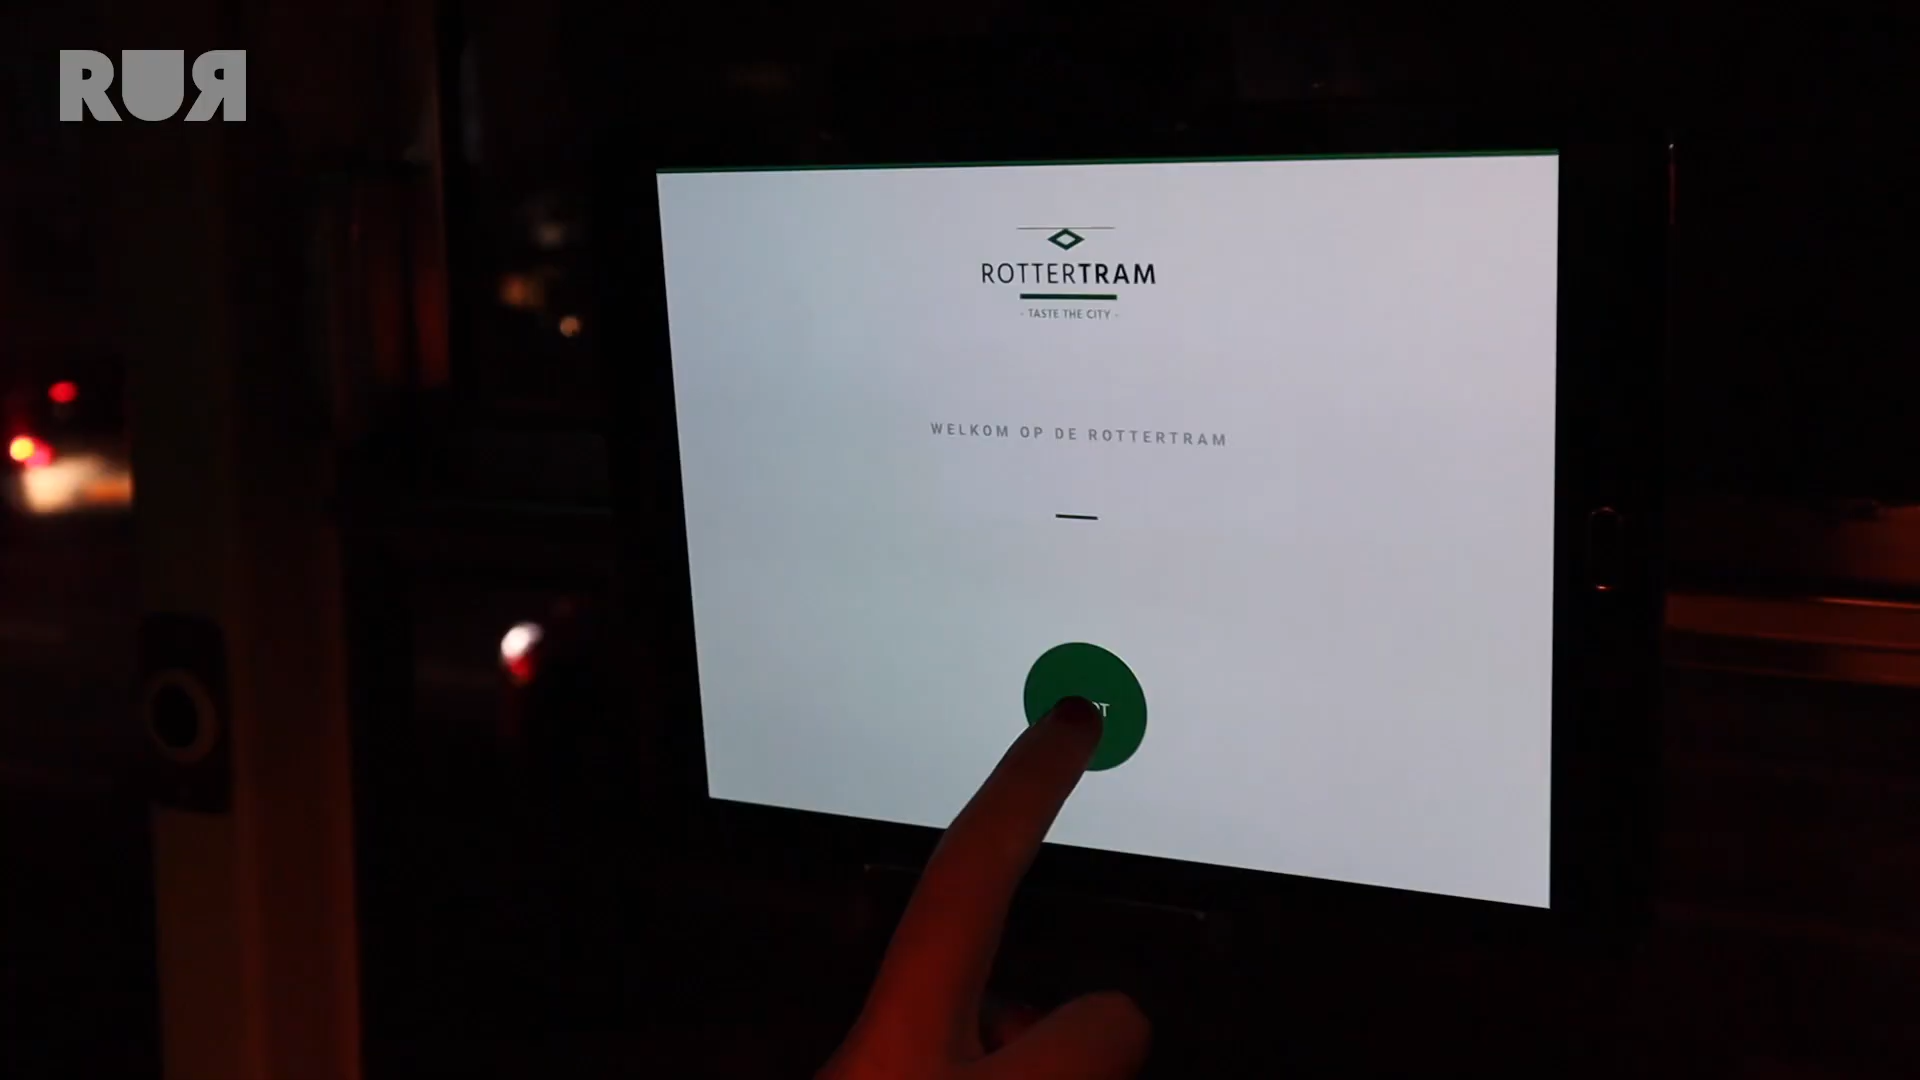 RUR
ROTTERTRAM
- TASTE THE CITY -
WELKOM OP DE ROTTERTRAM